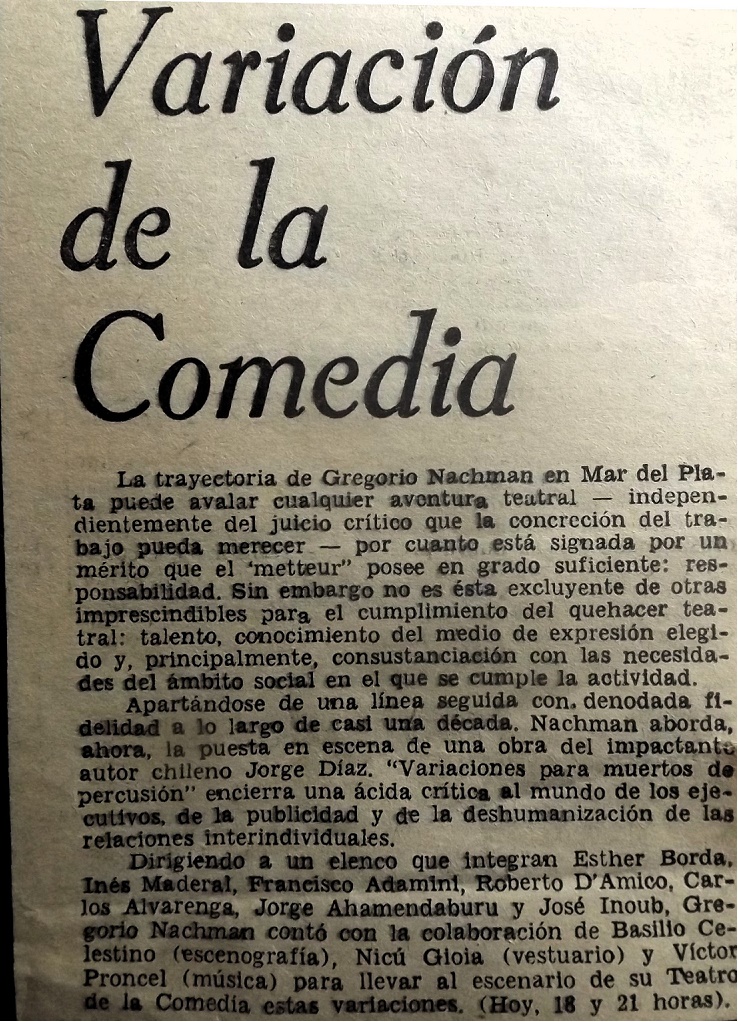 Variación
de la
Comedia
La trayectoria de Gregorio Nachman en Mar del Pla-
ta puede avalar cualquier aventura teatral — indepen-
dientemente del juicio crítico que la concreción del tra-
bajo pueda merecer — por cuanto está signada por un
mérito que el 'metteur" posee en grado suficiente: res-
ponsabilidad. Sin embargo no es ésta excluyente de otras
imprescindibles para el cumplimiento del quehacer tea-
tral: talento, conocimiento del medio de expresión elegi-
do y, principalmente, consustanciación con las necesida-
des del ámbito social en el que se cumple la actividad.
Apartándose de una línea seguida con. denodada fi-
delidad a lo largo de casi una década. Nachman aborda,
ahora, la puesta en escena de una obra del impactante
autor chileno Jorge Díaz. "Variaciones para muertos de
percusión" encierra una ácida crítica al mundo de los eje-
cutivos, de la publicidad y de la deshumanización de las
relaciones interindividuales.
Dirigiendo a un elenco que integran Esther Borda,
Inés Maderal, Francisco Adamini, Roberto D'Amico, Car-
los Alvarenga, Jorge Ahamendaburu y José Inoub, Gre-
gorio Nachman contó con la colaboración de Basilio Ce-
lestino (escenografía), Nicú Gioia (vestuario) y Víctor
Proncel (música) para llevar al escenario de su Teatro
de la Comedia estas variaciones. (Hoy, 18 y 21 horas).